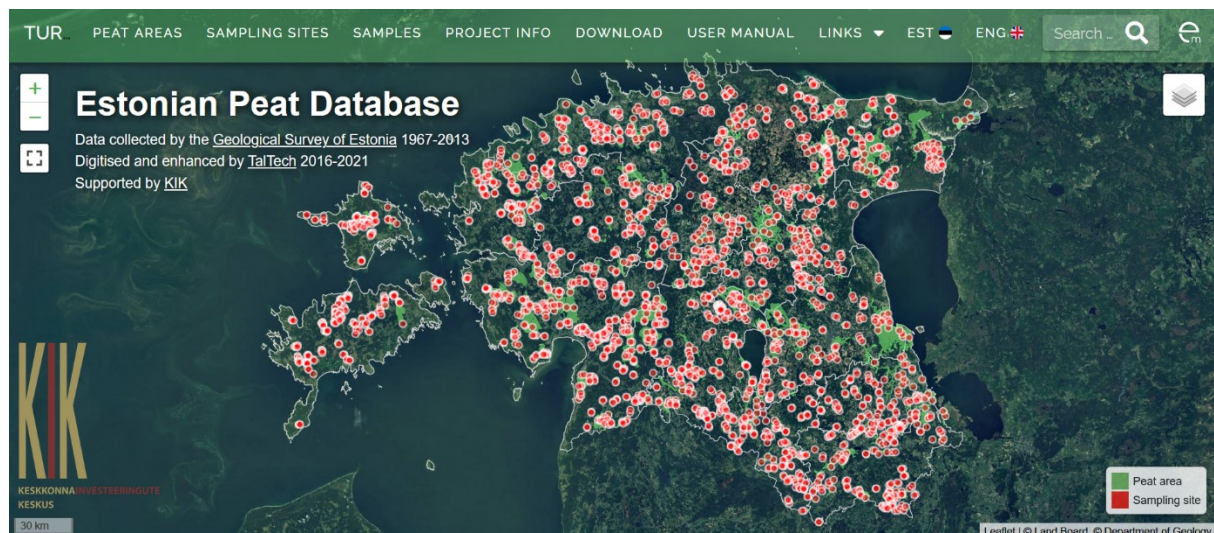 TUR...
PEAT AREAS
SAMPLING SITES
SAMPLES
PROJECT INFO
DOWNLOAD
USER MANUAL
LINKS
EST
ENG
Search ...
em
+
−
Estonian Peat Database
Data collected by the Geological Survey of Estonia 1967-2013
Digitised and enhanced by TalTech 2016-2021
Supported by KIK
KIK
KESKKONNAINVESTEERINGUTE
KESKUS
30 km
Peat area
Sampling site
Leaflet | © Land Board, © Department of Geology